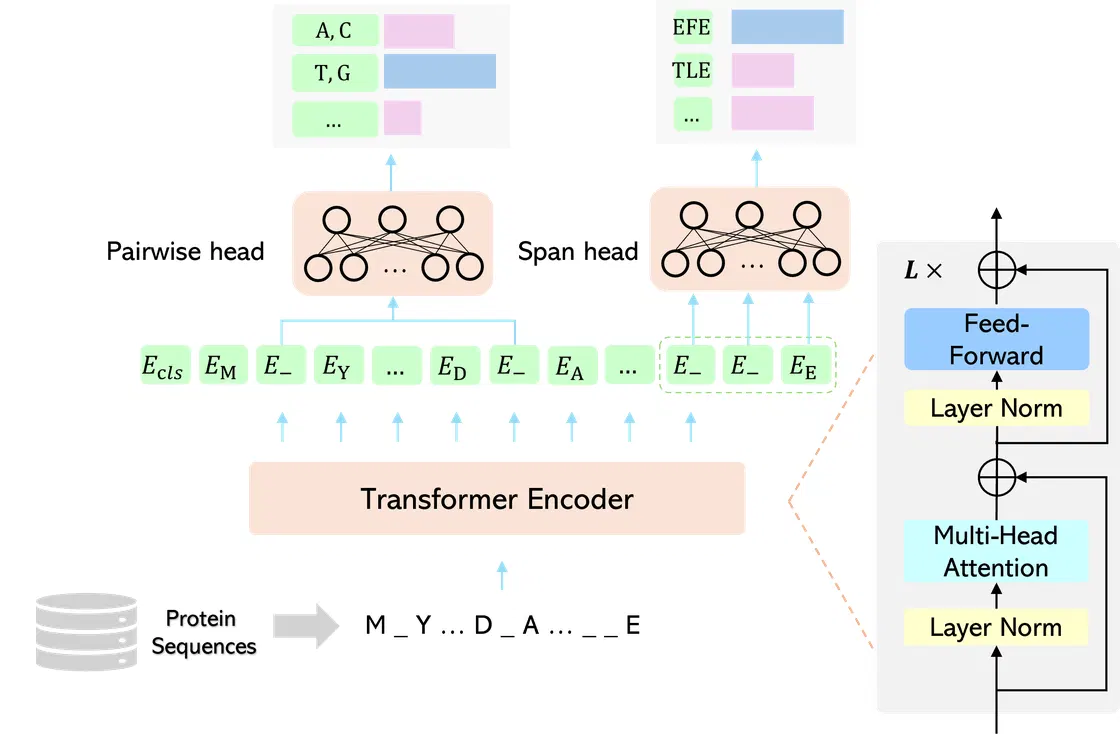 A, C
T, G
...
EFE
TLE
...
Pairwise head
...
Span head
...
E_cls E_M E_– E_Y ... E_D E_– E_A ... E_– E_– E_E
Transformer Encoder
Protein
Sequences
M _ Y ... D _ A ... _ _ E
L ×
Feed-
Forward
Layer Norm
Multi-Head
Attention
Layer Norm